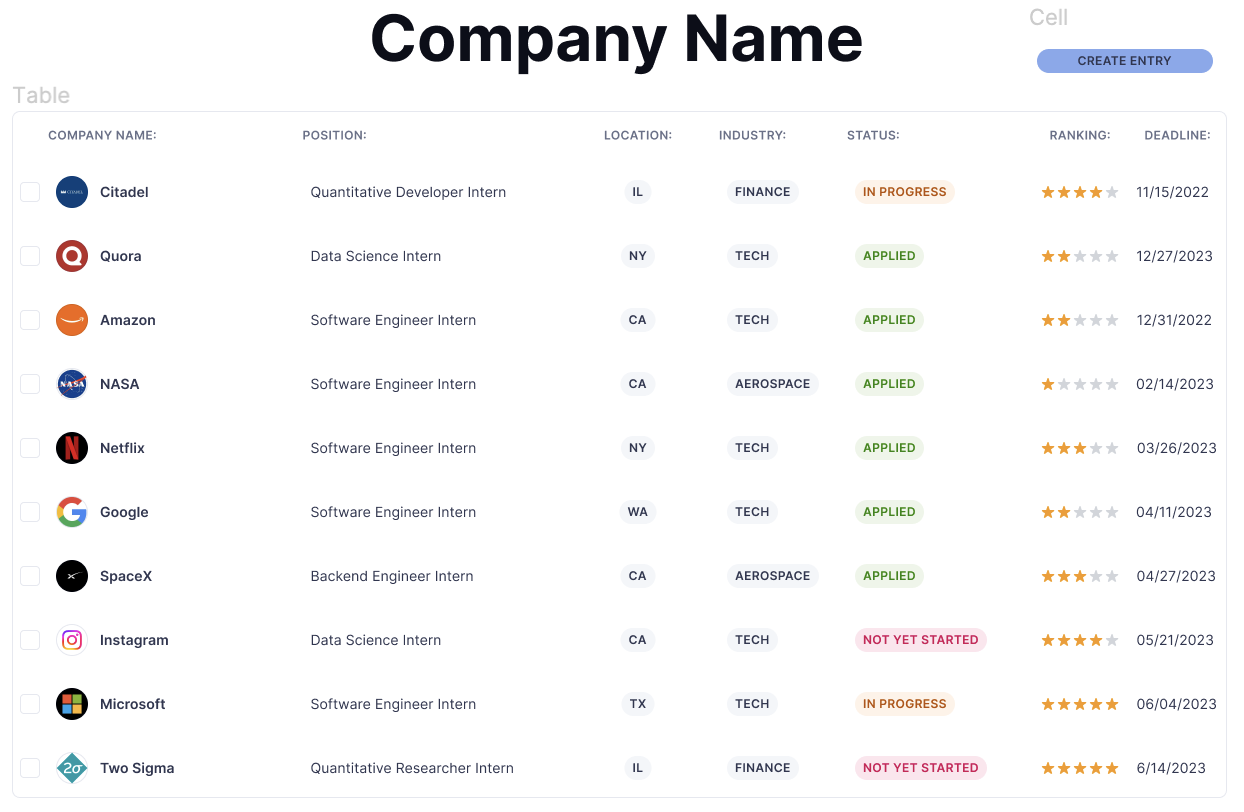 Company Name
Cell
CREATE ENTRY
Table
COMPANY NAME: POSITION: LOCATION: INDUSTRY: STATUS: RANKING: DEADLINE:
Citadel Quantitative Developer Intern IL FINANCE IN PROGRESS 11/15/2022
Quora Data Science Intern NY TECH APPLIED 12/27/2023
Amazon Software Engineer Intern CA TECH APPLIED 12/31/2022
NASA NASA Software Engineer Intern CA AEROSPACE APPLIED 02/14/2023
N Netflix Software Engineer Intern NY TECH APPLIED 03/26/2023
G Google Software Engineer Intern WA TECH APPLIED 04/11/2023
SpaceX Backend Engineer Intern CA AEROSPACE APPLIED 04/27/2023
Instagram Data Science Intern CA TECH NOT YET STARTED 05/21/2023
Microsoft Software Engineer Intern TX TECH IN PROGRESS 06/04/2023
2σ Two Sigma Quantitative Researcher Intern IL FINANCE NOT YET STARTED 6/14/2023